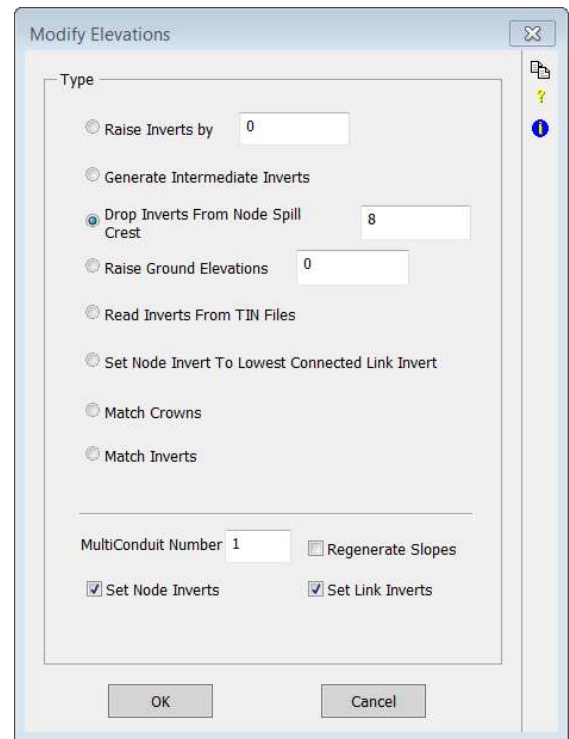 Modify Elevations
Type
Raise Inverts by 0
Generate Intermediate Inverts
Drop Inverts From Node Spill
Crest 8
Raise Ground Elevations 0
Read Inverts From TIN Files
Set Node Invert To Lowest Connected Link Invert
Match Crowns
Match Inverts
MultiConduit Number 1 Regenerate Slopes
Set Node Inverts Set Link Inverts
OK Cancel